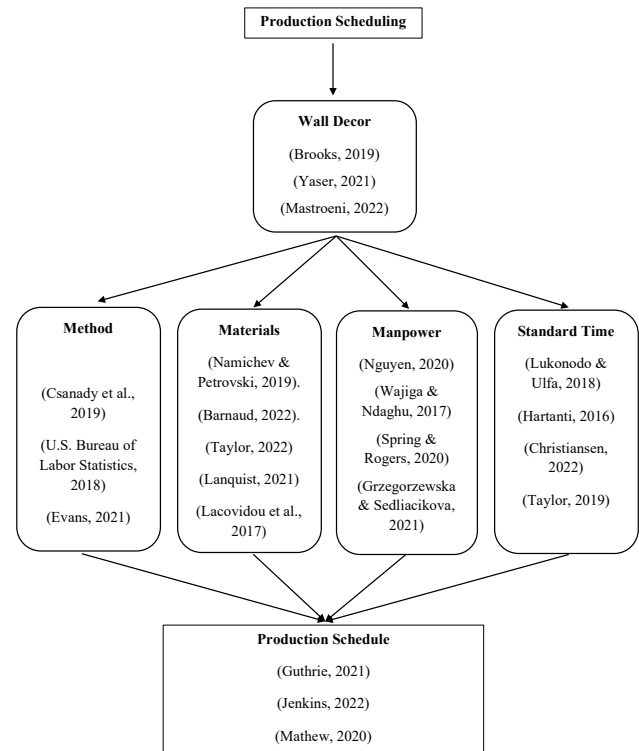 Production Scheduling
Wall Decor
(Brooks, 2019)
(Yaser, 2021)
(Mastroeni, 2022)
Method
(Csanady et al.,
2019)
(U.S. Bureau of
Labor Statistics,
2018)
(Evans, 2021)
Materials
(Namichev &
Petrovski, 2019).
(Barnaud, 2022).
(Taylor, 2022)
(Lanquist, 2021)
(Lacovidou et al.,
2017)
Manpower
(Nguyen, 2020)
(Wajiga &
Ndaghu, 2017)
(Spring &
Rogers, 2020)
(Grzegorzewska
& Sedliacikova,
2021)
Standard Time
(Lukonodo &
Ulfa, 2018)
(Hartanti, 2016)
(Christiansen,
2022)
(Taylor, 2019)
Production Schedule
(Guthrie, 2021)
(Jenkins, 2022)
(Mathew, 2020)